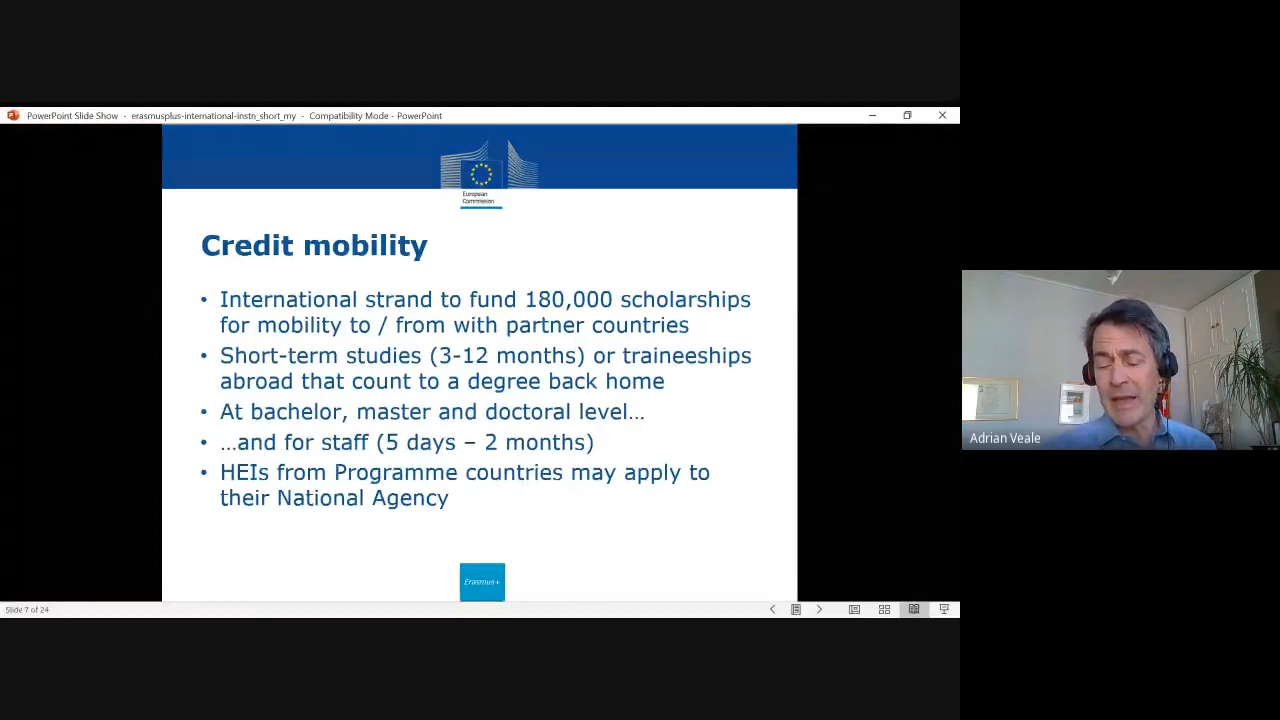 PowerPoint Slide Show - erasmusplus-international-instn_short_my - Compatibility Mode - PowerPoint
European
Commission
Credit mobility
• International strand to fund 180,000 scholarships
for mobility to / from with partner countries
• Short-term studies (3-12 months) or traineeships
abroad that count to a degree back home
• At bachelor, master and doctoral level…
• …and for staff (5 days – 2 months)
• HEIs from Programme countries may apply to
their National Agency
Erasmus+
Slide 7 of 24
Adrian Veale